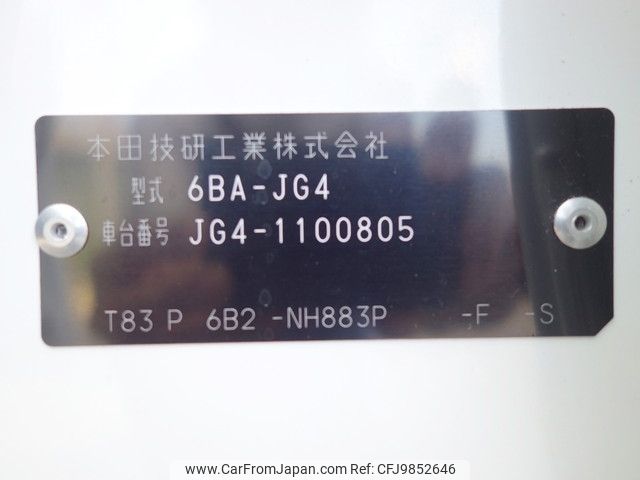 本田技研工業株式会社
型式 6BA-JG4
車台番号 JG4-1100805
T83 P 6B2 -NH883P -F -S
www.CarFromJapan.com CFJ9852646